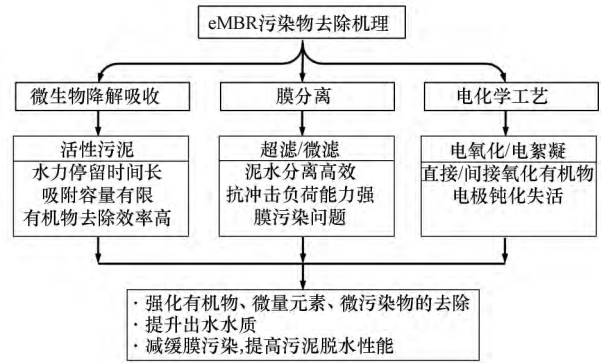 eMBR污染物去除机理
微生物降解吸收
膜分离
电化学工艺
活性污泥
水力停留时间长
吸附容量有限
有机物去除效率高
超滤/微滤
泥水分离高效
抗冲击负荷能力强
膜污染问题
电氧化/电絮凝
直接/间接氧化有机物
电极钝化失活
·强化有机物、微量元素、微污染物的去除
·提升出水水质
·减缓膜污染,提高污泥脱水性能